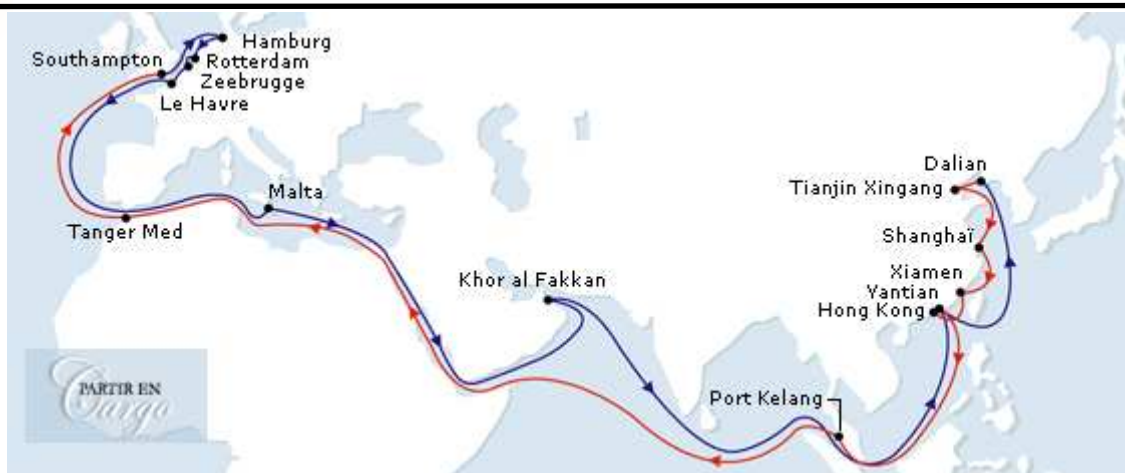 Hamburg
Southampton
Rotterdam
Zeebrugge
Le Havre
Dalian
Tianjin Xingang
Malta
Tanger Med
Shanghaï
Khor al Fakkan
Xiamen
Yantian
Hong Kong
PARTIR EN
Cargo
Port Kelang